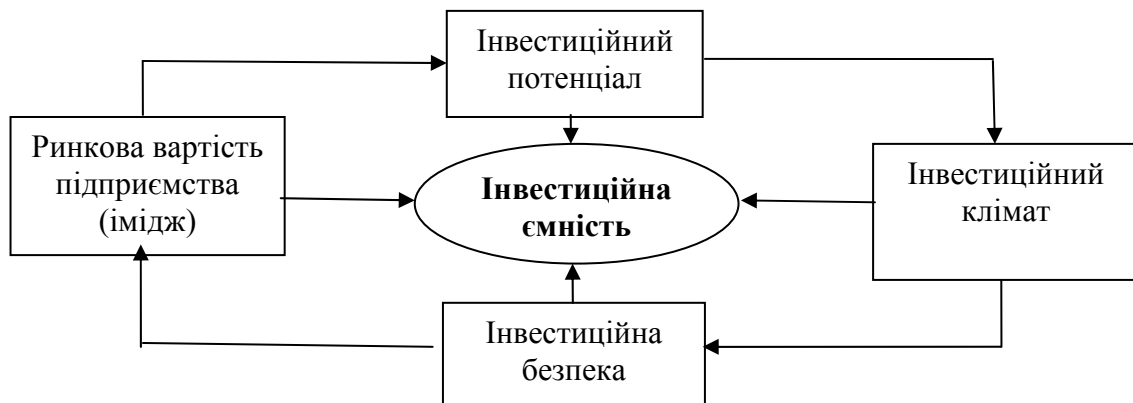 Інвестиційний
потенціал
Ринкова вартість
підприємства
(імідж)
Інвестиційна
ємність
Інвестиційний
клімат
Інвестиційна
безпека